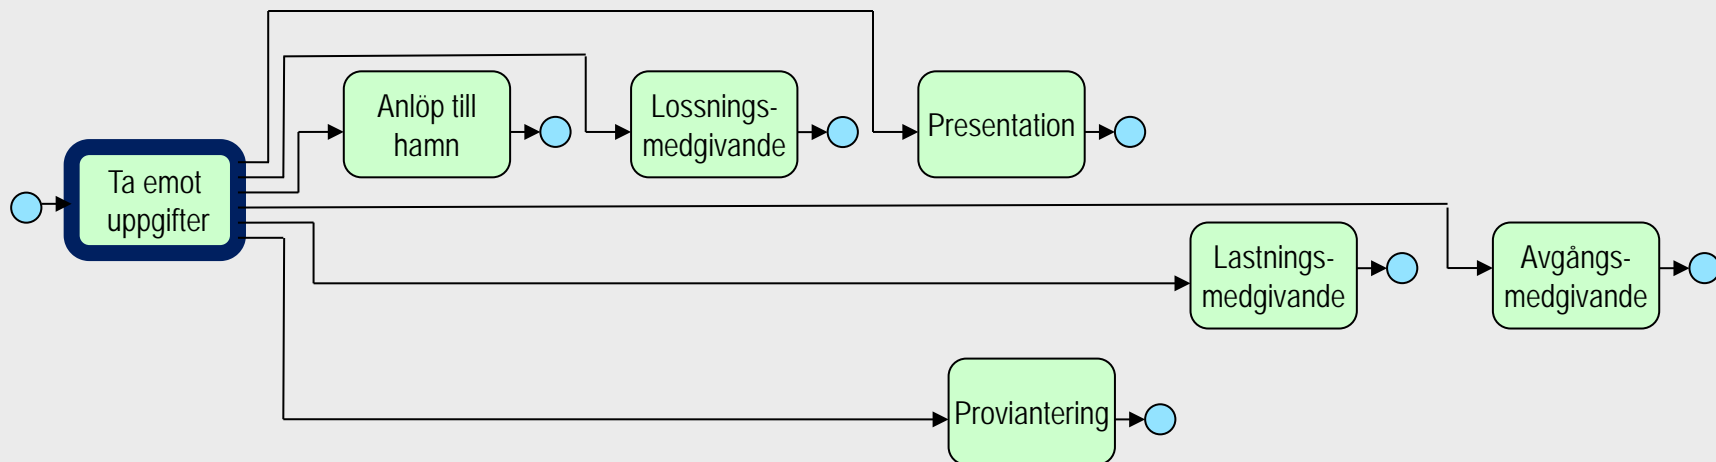 Ta emot
uppgifter
Anlöp till
hamn
Lossnings-
medgivande
Presentation
Lastnings-
medgivande
Avgångs-
medgivande
Proviantering